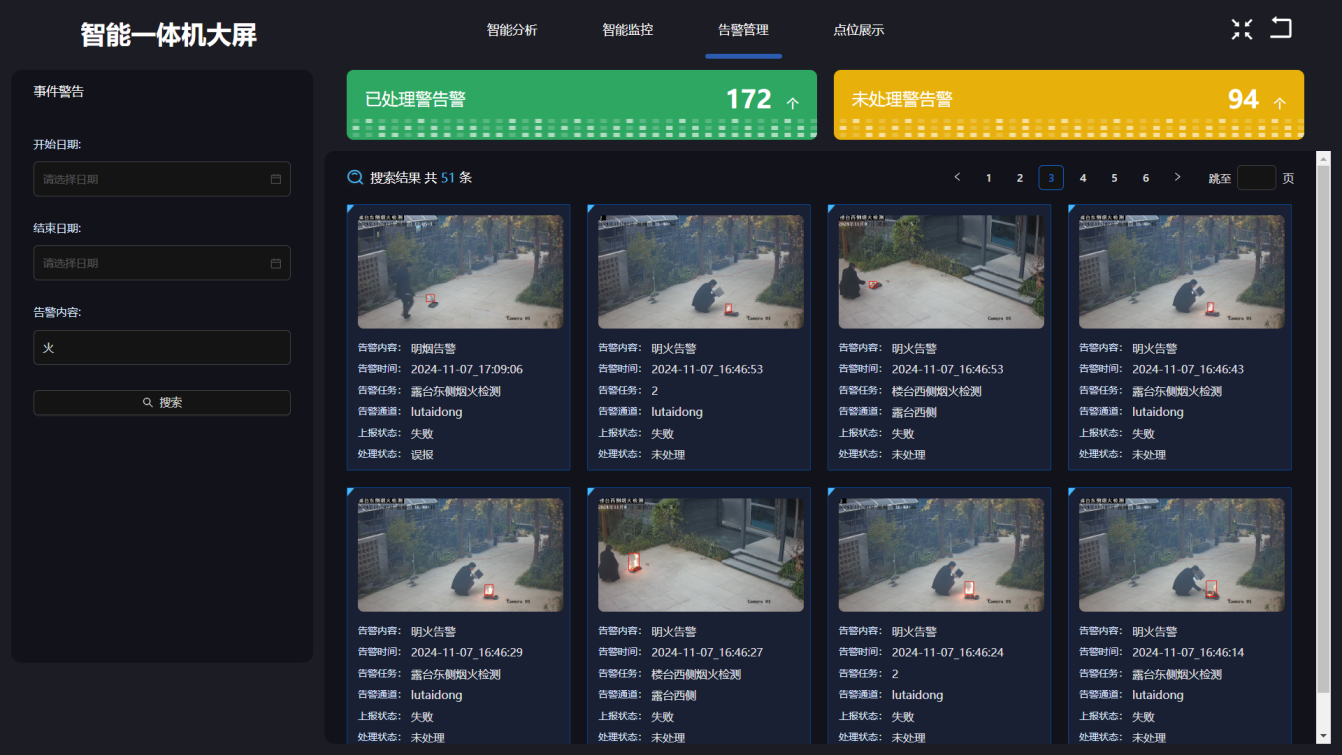 智能一体机大屏
智能分析
智能监控
告警管理
点位展示
事件警告
开始日期:
请选择日期
结束日期:
请选择日期
告警内容:
火
搜索
已处理警告警
172
未处理警告警
94
搜索结果 共 51 条
1 2 3 4 5 6 跳至 页
告警内容: 明烟告警
告警时间: 2024-11-07_17:09:06
告警任务: 露台东侧烟火检测
告警通道: lutaidong
上报状态: 失败
处理状态: 误报
Camera 01
告警内容: 明火告警
告警时间: 2024-11-07_16:46:53
告警任务: 2
告警通道: lutaidong
上报状态: 失败
处理状态: 未处理
Camera 01
告警内容: 明火告警
告警时间: 2024-11-07_16:46:53
告警任务: 楼台西侧烟火检测
告警通道: 露台西侧
上报状态: 失败
处理状态: 未处理
Camera 01
告警内容: 明火告警
告警时间: 2024-11-07_16:46:43
告警任务: 露台东侧烟火检测
告警通道: lutaidong
上报状态: 失败
处理状态: 未处理
Camera 01
告警内容: 明火告警
告警时间: 2024-11-07_16:46:29
告警任务: 露台东侧烟火检测
告警通道: lutaidong
上报状态: 失败
处理状态: 未处理
Camera 01
告警内容: 明火告警
告警时间: 2024-11-07_16:46:27
告警任务: 楼台西侧烟火检测
告警通道: 露台西侧
上报状态: 失败
处理状态: 未处理
Camera 01
告警内容: 明火告警
告警时间: 2024-11-07_16:46:24
告警任务: 2
告警通道: lutaidong
上报状态: 失败
处理状态: 未处理
Camera 01
告警内容: 明火告警
告警时间: 2024-11-07_16:46:14
告警任务: 露台东侧烟火检测
告警通道: lutaidong
上报状态: 失败
处理状态: 未处理